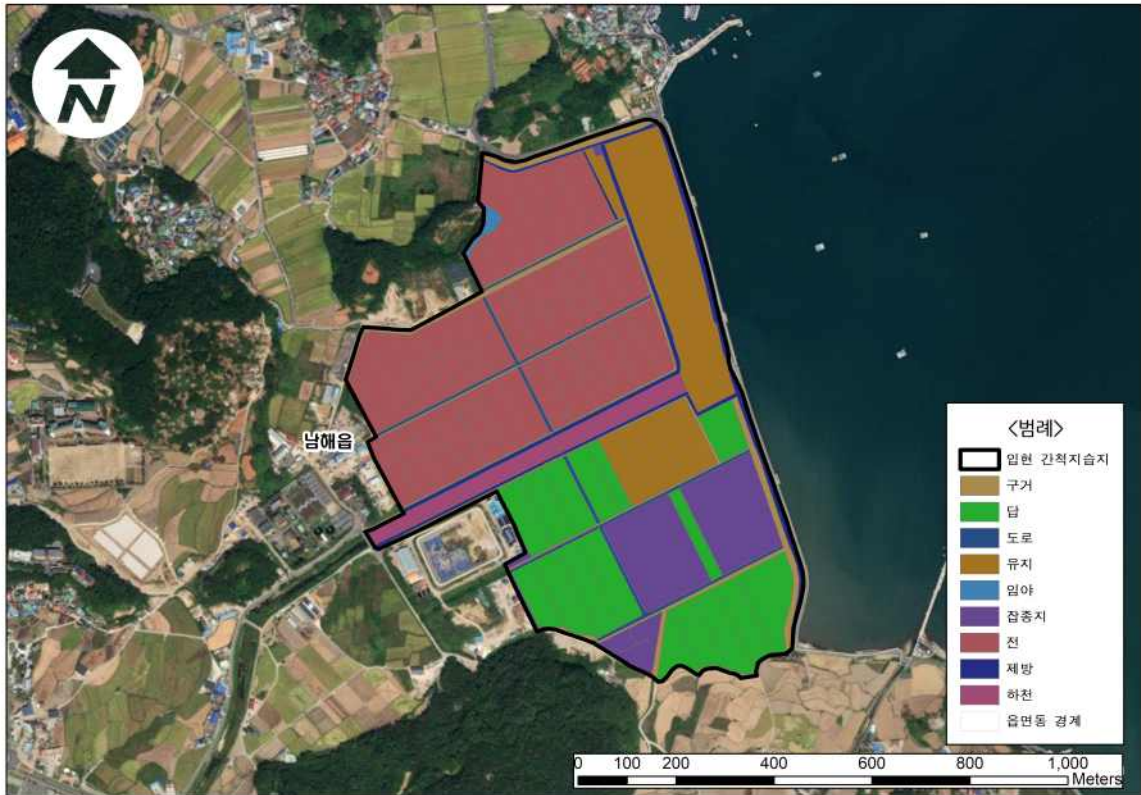 N
남해읍
<범례>
입현 간척지습지
구거
답
도로
유지
임야
잡종지
전
제방
하천
읍면동 경계
0 100 200 400 600 800 1,000
Meters